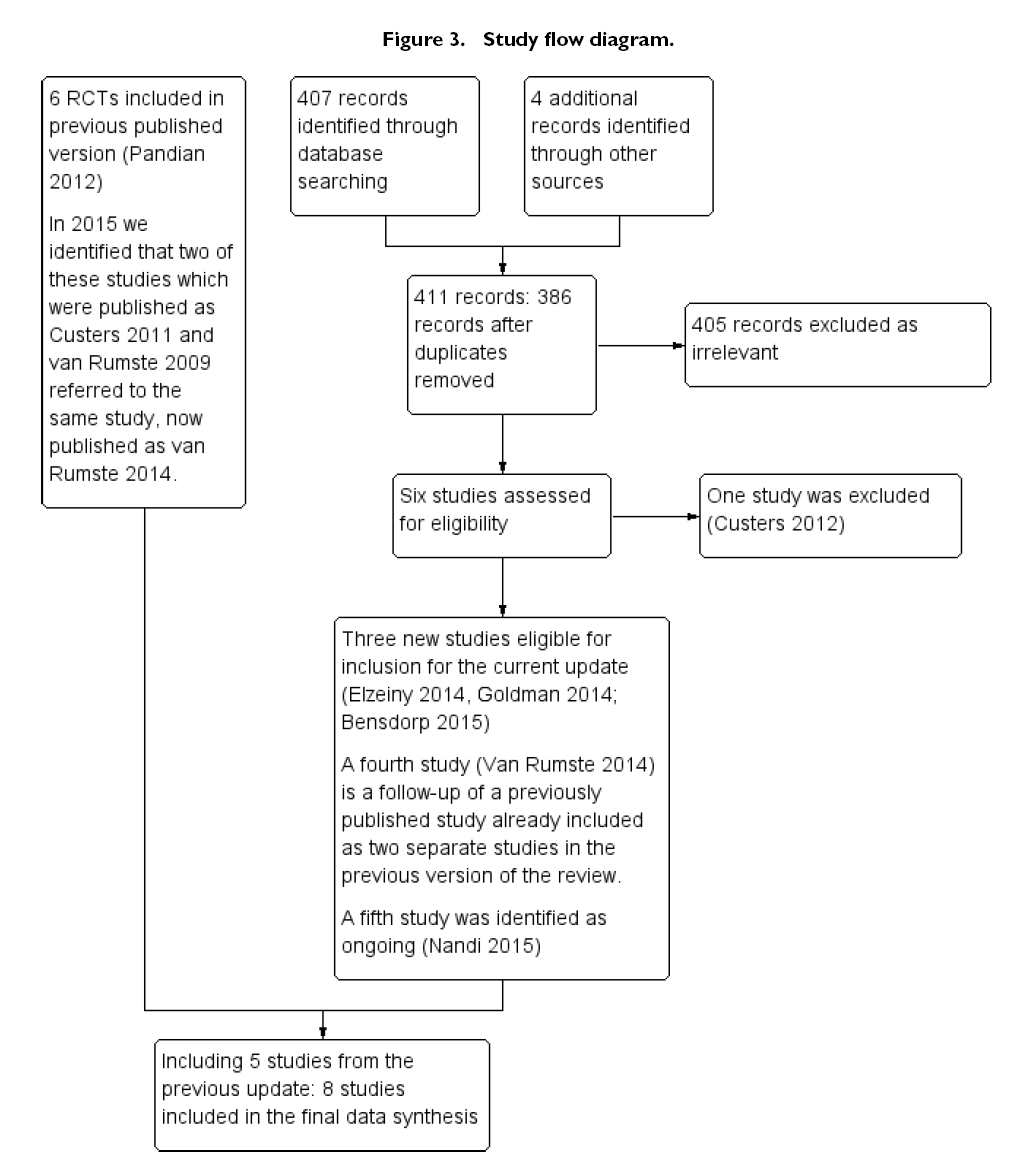 Figure 3. Study flow diagram.
6 RCTs included in
previous published
version (Pandian
2012)
In 2015 we
identified that two of
these studies which
were published as
Custers 2011 and
van Rumste 2009
referred to the
same study, now
published as van
Rumste 2014.
407 records
identified through
database
searching
4 additional
records identified
through other
sources
411 records: 386
records after
duplicates
removed
405 records excluded as
irrelevant
Six studies assessed
for eligibility
One study was excluded
(Custers 2012)
Three new studies eligible for
inclusion for the current update
(Elzeiny 2014, Goldman 2014;
Bensdorp 2015)
A fourth study (Van Rumste 2014)
is a follow-up of a previously
published study already included
as two separate studies in the
previous version of the review.
A fifth study was identified as
ongoing (Nandi 2015)
Including 5 studies from the
previous update: 8 studies
included in the final data synthesis